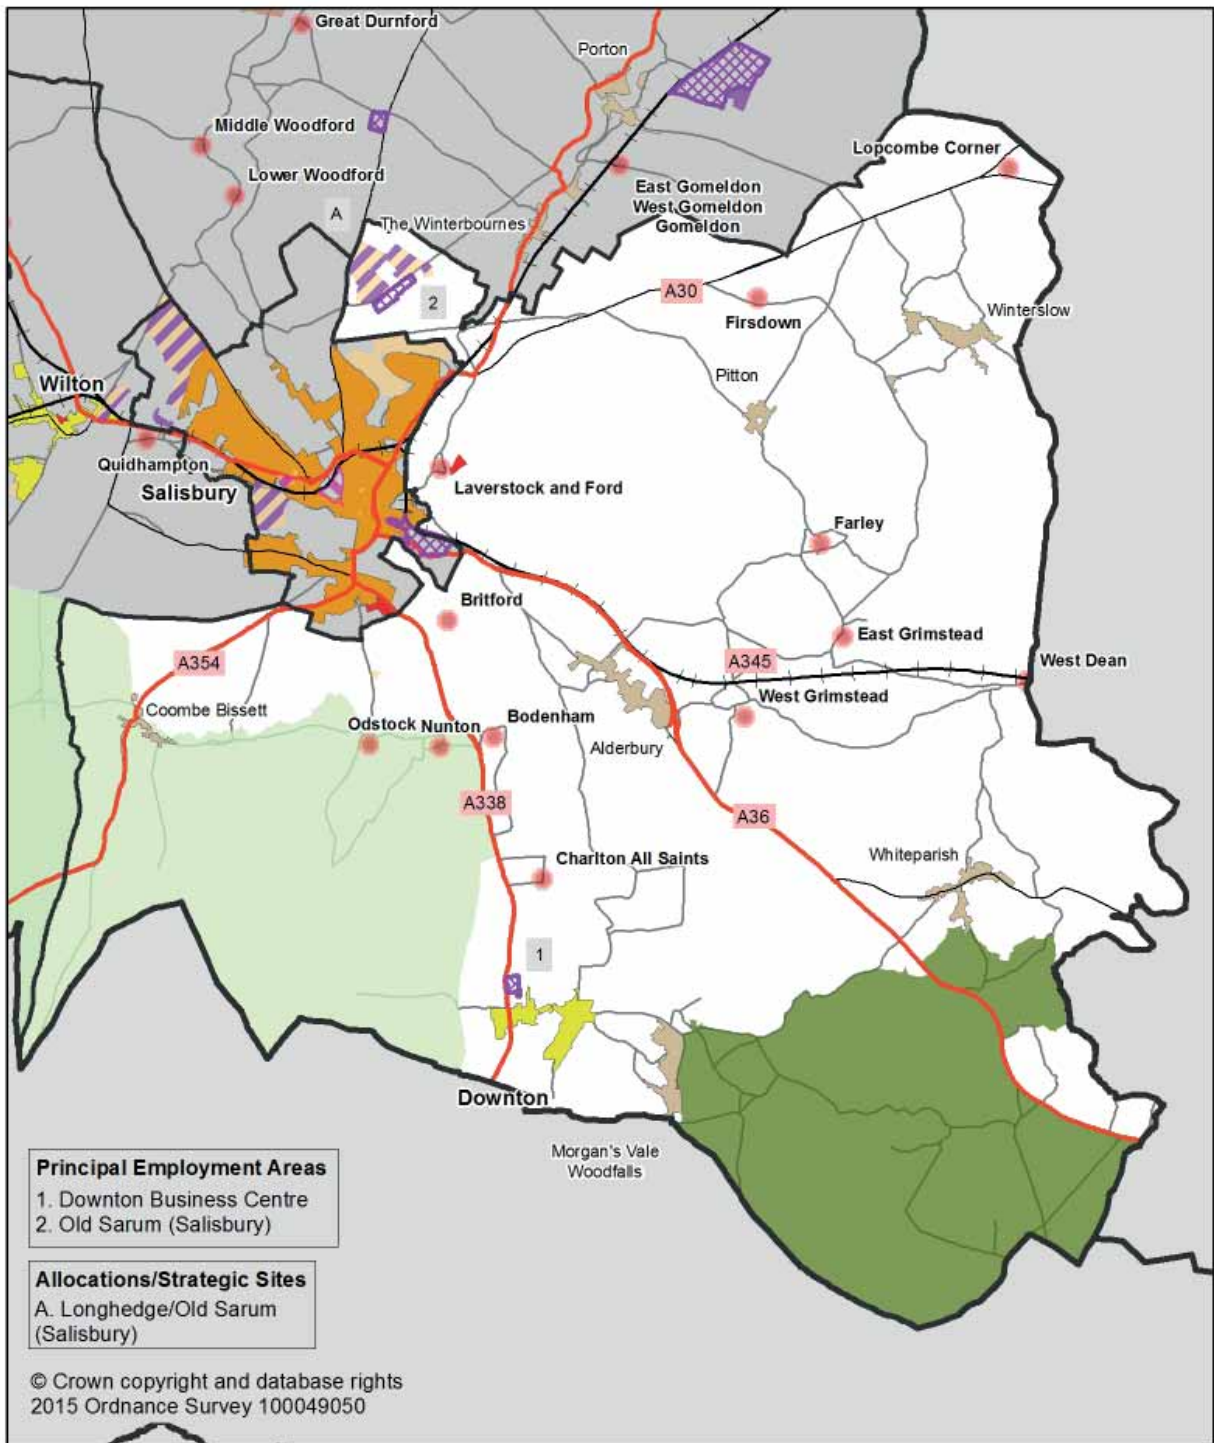 Great Durnford
Porton
Middle Woodford
Lopcombe Corner
Lower Woodford
East Gomeldon
West Gomeldon
Gomeldon
A
The Winterbournes
A30
2
Firsdown
Winterslow
Wilton
Pitton
Quidhampton
Salisbury
Laverstock and Ford
Farley
Britford
East Grimstead
A354
A345
West Dean
West Grimstead
Coombe Bissett
Odstock
Nunton
Bodenham
Alderbury
A338
A36
Charlton All Saints
Whiteparish
1
Downton
Morgan's Vale
Woodfalls
Principal Employment Areas
1. Downton Business Centre
2. Old Sarum (Salisbury)
Allocations/Strategic Sites
A. Longhedge/Old Sarum
(Salisbury)
© Crown copyright and database rights
2015 Ordnance Survey 100049050